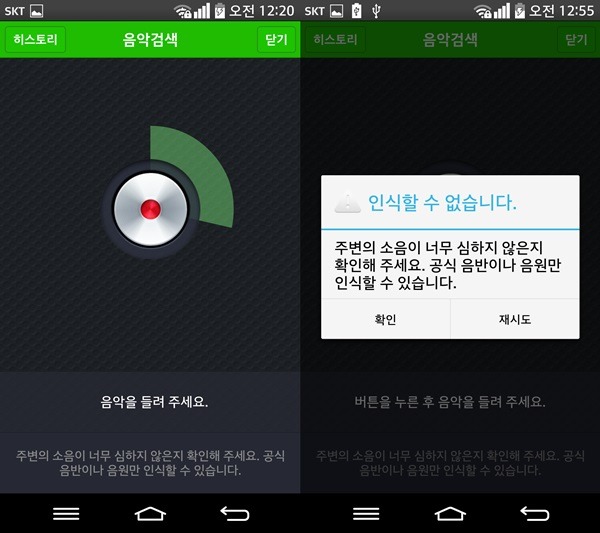 SKT 오전 12:20
히스토리 음악검색 닫기
음악을 들려 주세요.
주변의 소음이 너무 심하지 않은지 확인해 주세요. 공식
음반이나 음원만 인식할 수 있습니다.
SKT 오전 12:55
히스토리 음악검색 닫기
인식할 수 없습니다.
주변의 소음이 너무 심하지 않은지
확인해 주세요. 공식 음반이나 음원만
인식할 수 있습니다.
확인 재시도
버튼을 누른 후 음악을 들려 주세요.
주변의 소음이 너무 심하지 않은지 확인해 주세요. 공식
음반이나 음원만 인식할 수 있습니다.